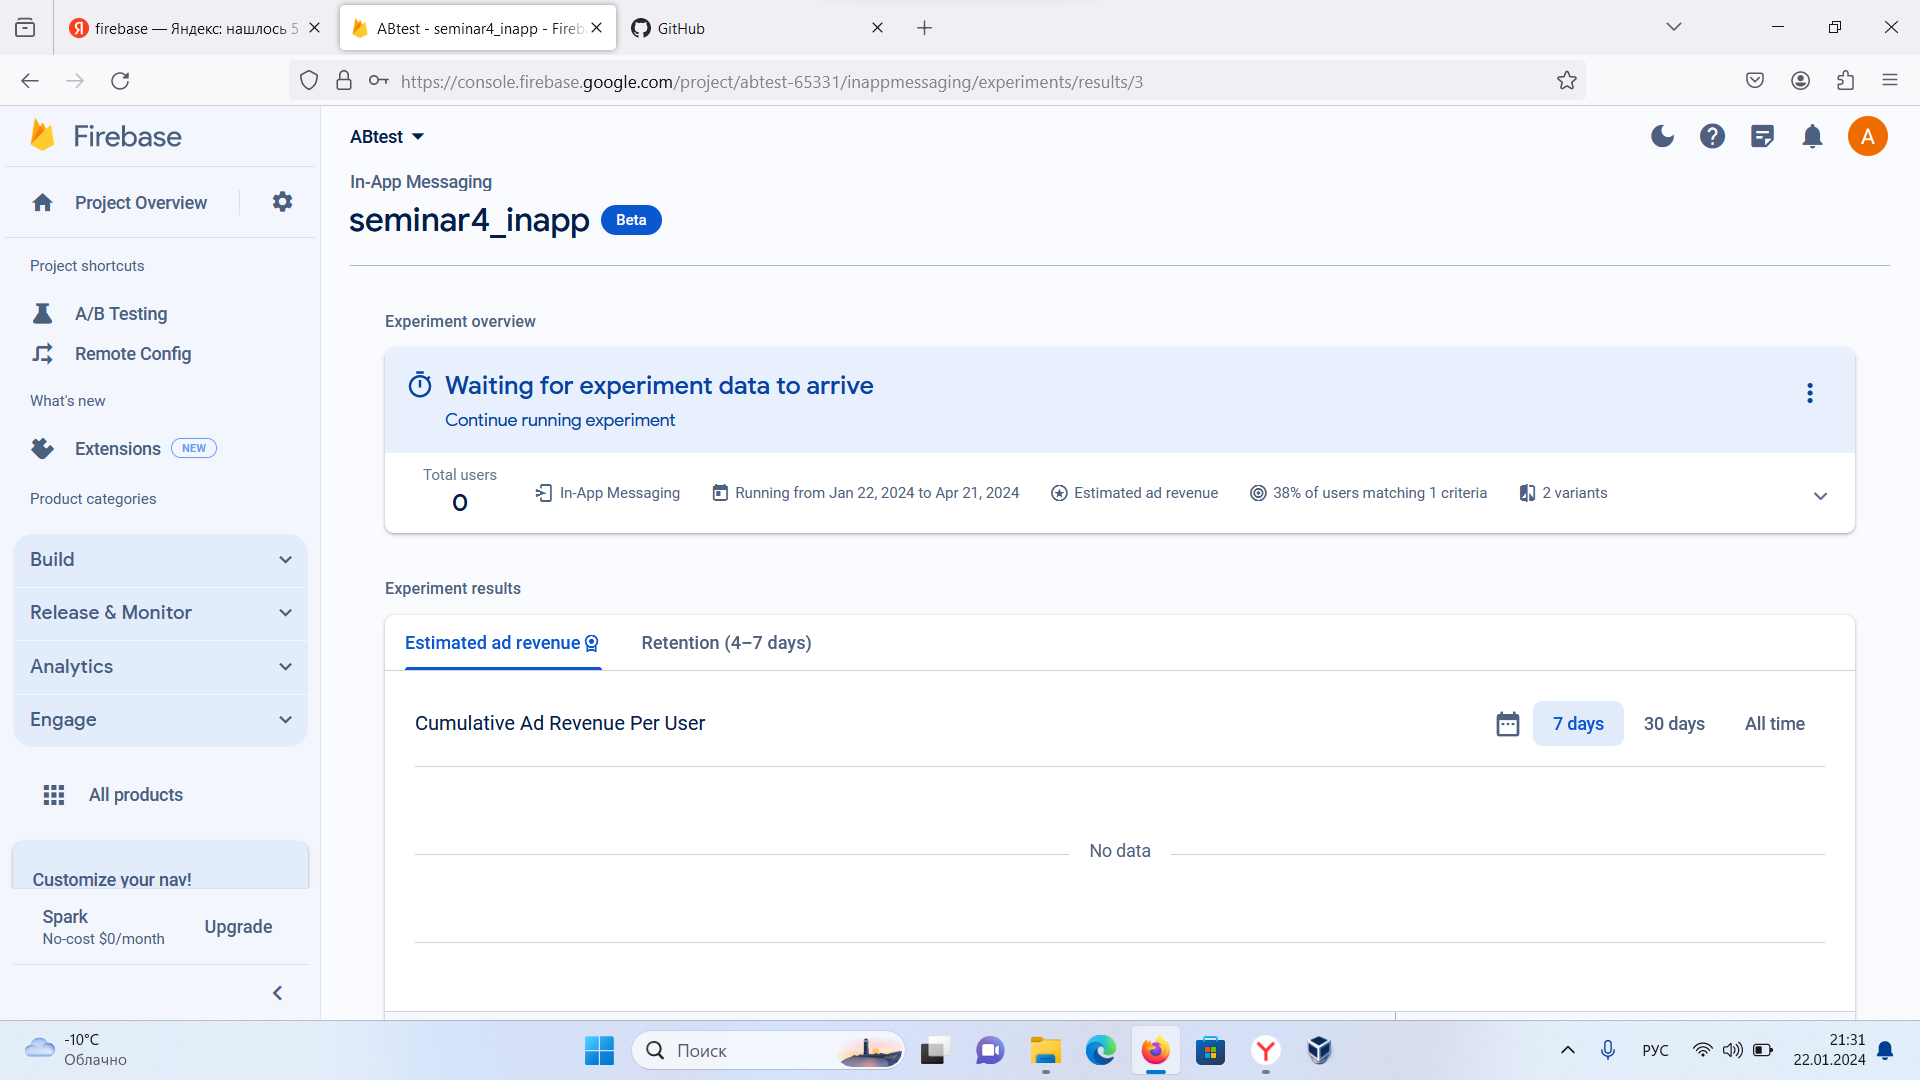 firebase — Яндекс: нашлось 5
ABtest - seminar4_inapp - Fireb
GitHub
https://console.firebase.google.com/project/abtest-65331/inappmessaging/experiments/results/3
Firebase
Project Overview
Project shortcuts
A/B Testing
Remote Config
What's new
Extensions NEW
Product categories
Build
Release & Monitor
Analytics
Engage
All products
Customize your nav!
Spark
No-cost $0/month
Upgrade
ABtest
A
In-App Messaging
seminar4_inapp Beta
Experiment overview
Waiting for experiment data to arrive
Continue running experiment
Total users
0
In-App Messaging
Running from Jan 22, 2024 to Apr 21, 2024
Estimated ad revenue
38% of users matching 1 criteria
2 variants
Experiment results
Estimated ad revenue
Retention (4–7 days)
Cumulative Ad Revenue Per User
7 days
30 days
All time
No data
-10°C
Облачно
Поиск
РУС
21:31
22.01.2024